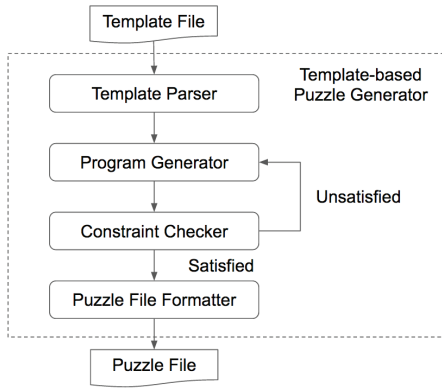 Template File
Template-based
Puzzle Generator
Template Parser
Program Generator
Unsatisfied
Constraint Checker
Satisfied
Puzzle File Formatter
Puzzle File